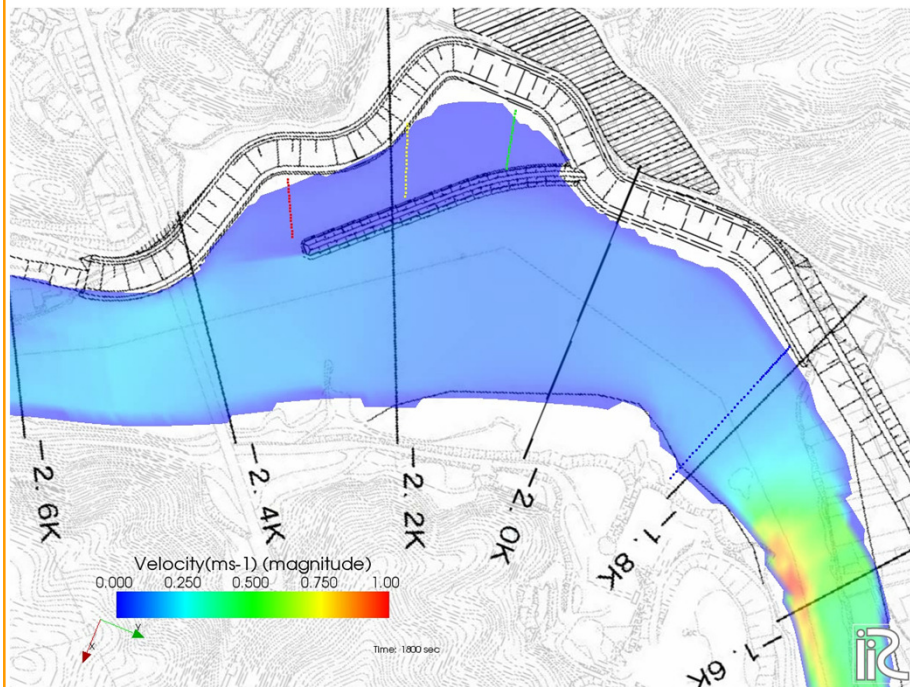 -2.6K
-2.4K
-2.2K
-2.0K
-1.8K
-1.6K
Velocity(ms-1) (magnitude)
0.000 0.250 0.500 0.750 1.00
Y
X
Time: 1800 sec
iRiC